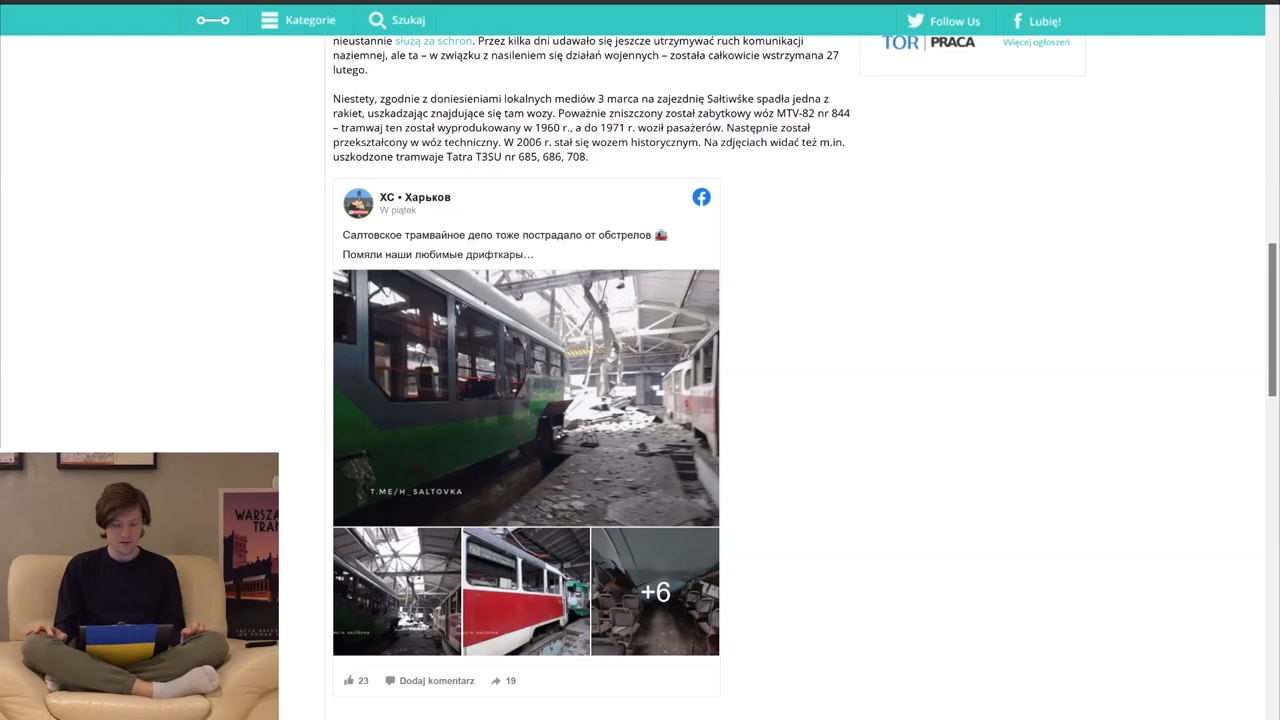 Kategorie
Szukaj
Follow Us
Lubię!
nieustannie służą za schron. Przez kilka dni udawało się jeszcze utrzymywać ruch komunikacji
naziemnej, ale ta – w związku z nasileniem się działań wojennych – została całkowicie wstrzymana 27
lutego.
TOR PRACA
Więcej ogłoszeń
Niestety, zgodnie z doniesieniami lokalnych mediów 3 marca na zajezdnię Sałtiwśke spadła jedna z
rakiet, uszkadzając znajdujące się tam wozy. Poważnie zniszczony został zabytkowy wóz MTV-82 nr 844
– tramwaj ten został wyprodukowany w 1960 r., a do 1971 r. woził pasażerów. Następnie został
przekształcony w wóz techniczny. W 2006 r. stał się wozem historycznym. Na zdjęciach widać też m.in.
uszkodzone tramwaje Tatra T3SU nr 685, 686, 708.
ХС • Харьков
W piątek
Салтовское трамвайное депо тоже пострадало от обстрелов
Помяли наши любимые дрифткары…
T.ME/H_SALTOVKA
+6
23
Dodaj komentarz
19
WARSZA
TRA